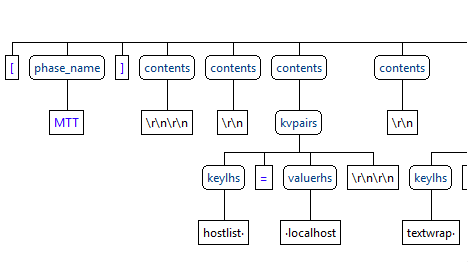 [ phase_name ] contents contents contents contents
MTT \r\n\r\n \r\n kvpairs \r\n
keylhs = valuerhs \r\n\r\n keylhs
hostlist· ·localhost textwrap·